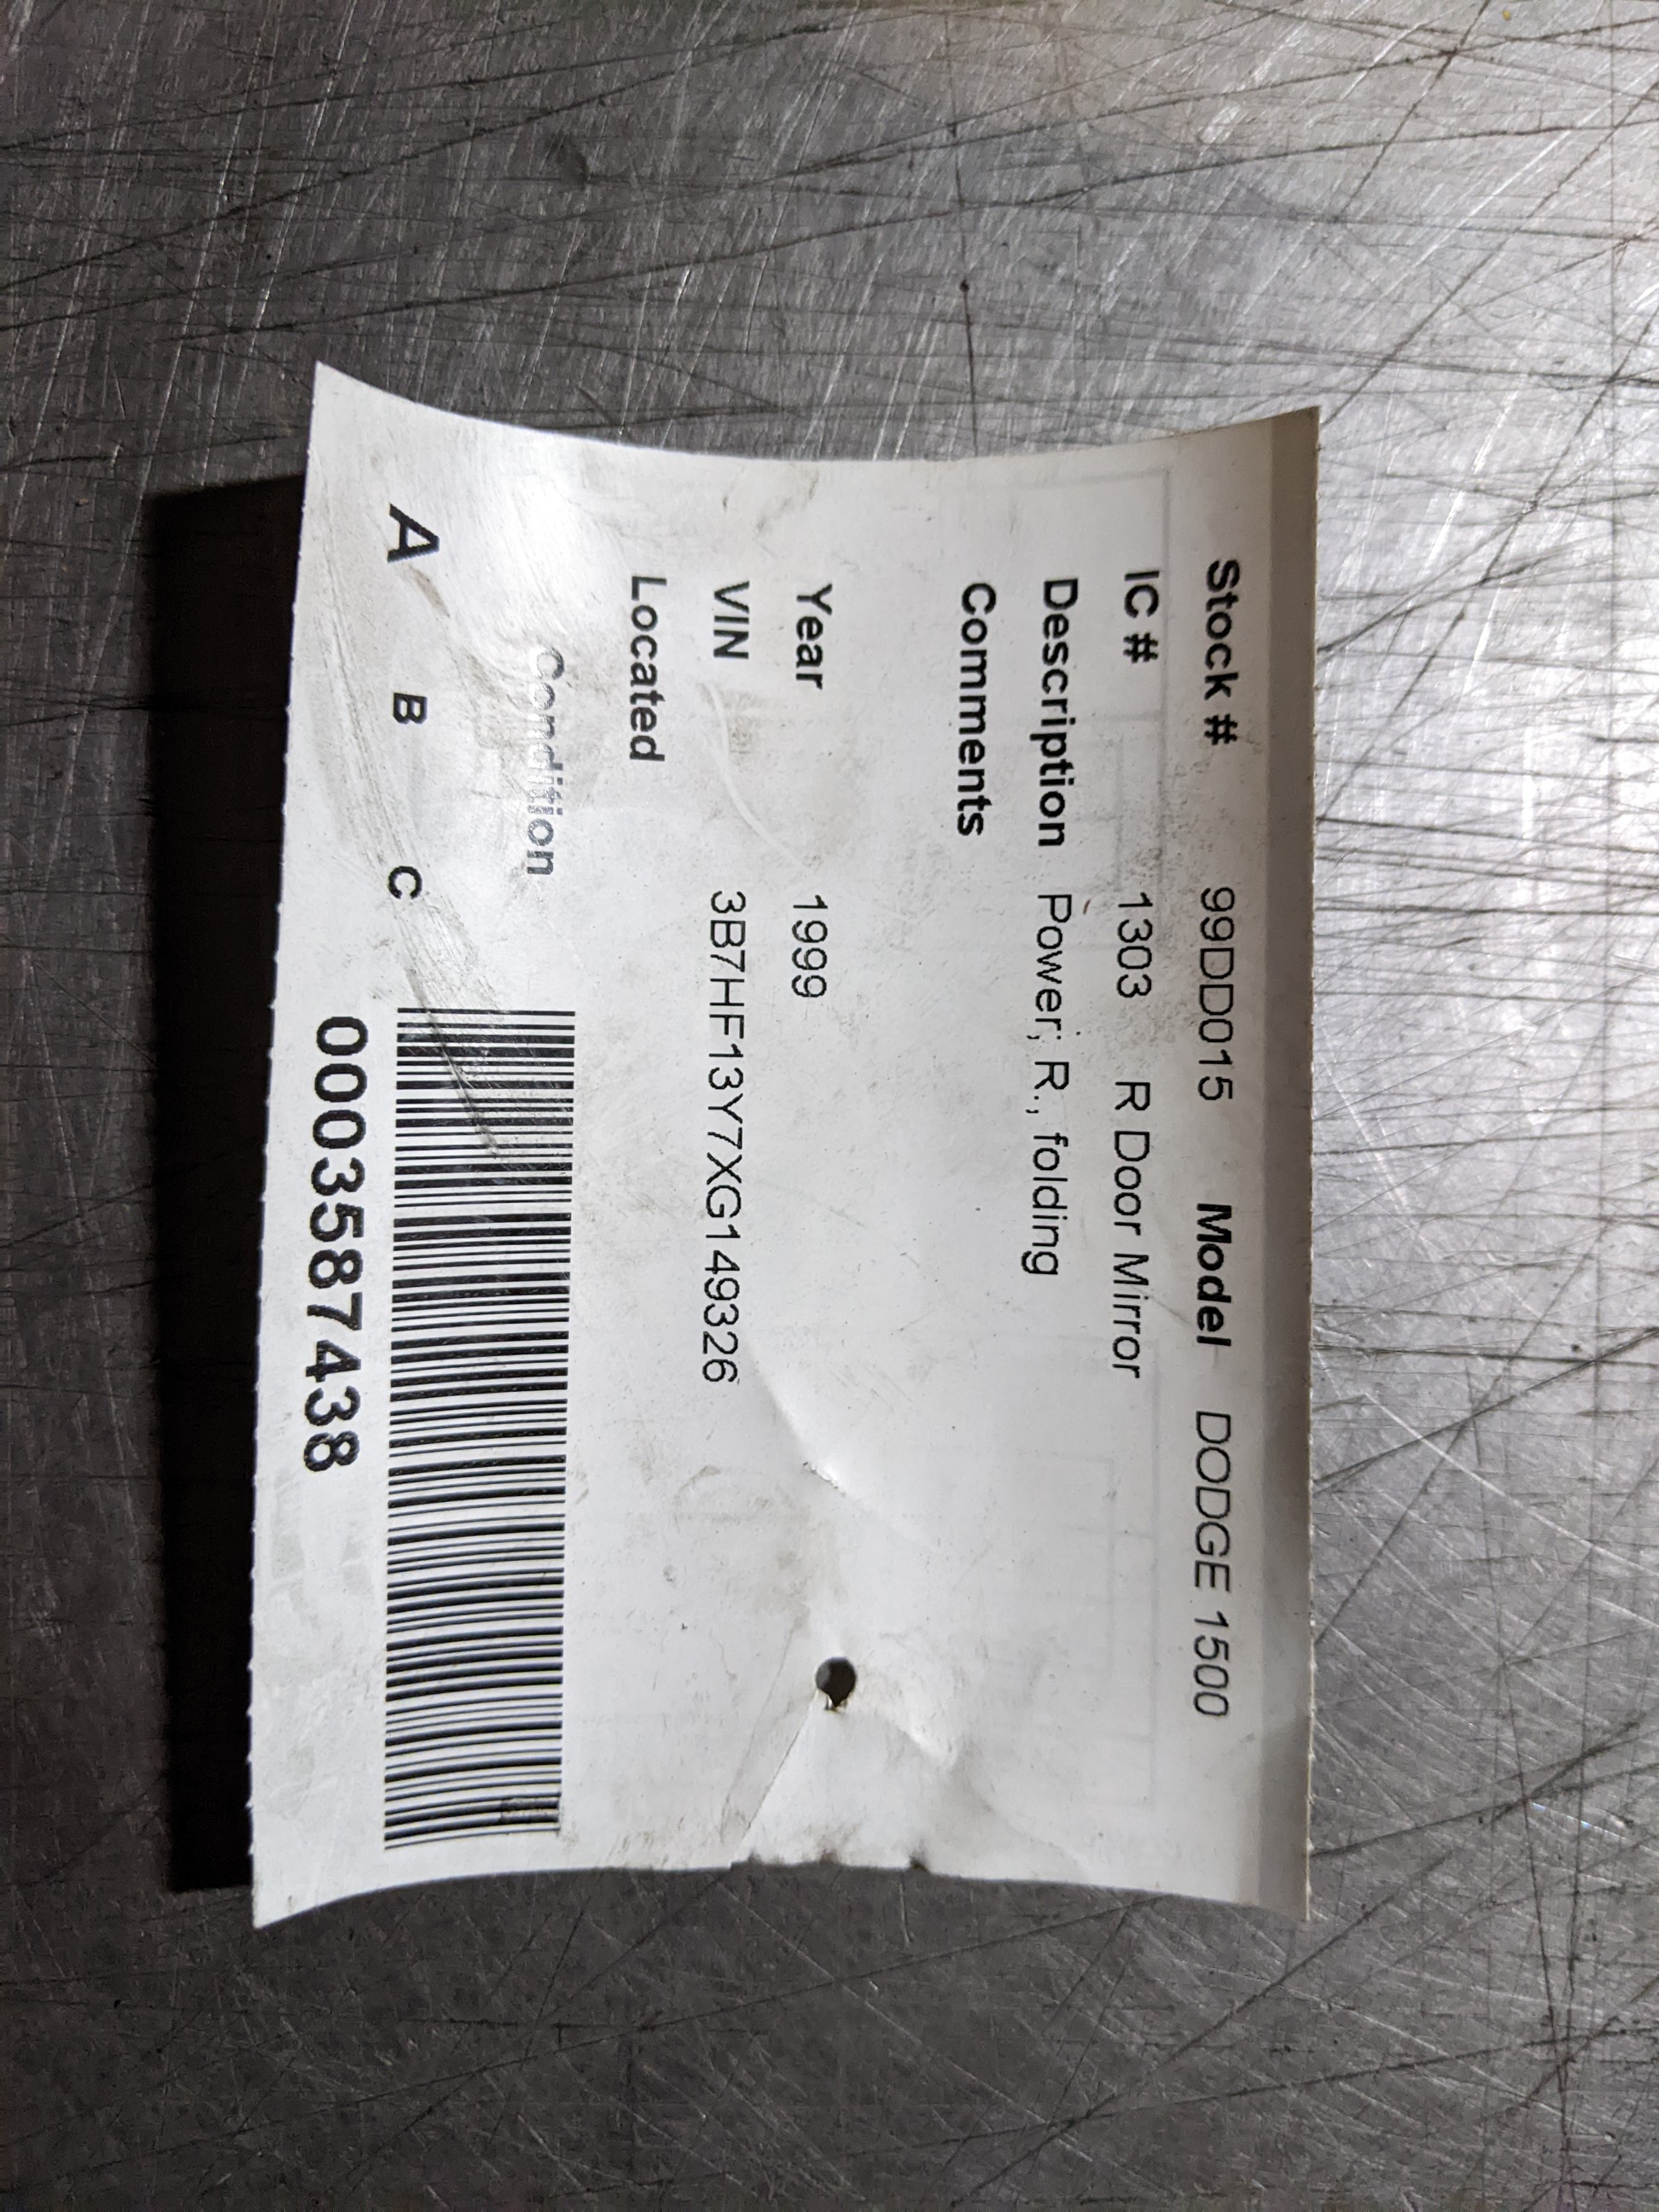 Stock # 99DD015 Model DODGE 1500
IC # 1303 R Door Mirror
Description Power; R., folding
Comments
Year 1999
VIN 3B7HF13Y7XG149326
Located
Condition
A B C
0003587438